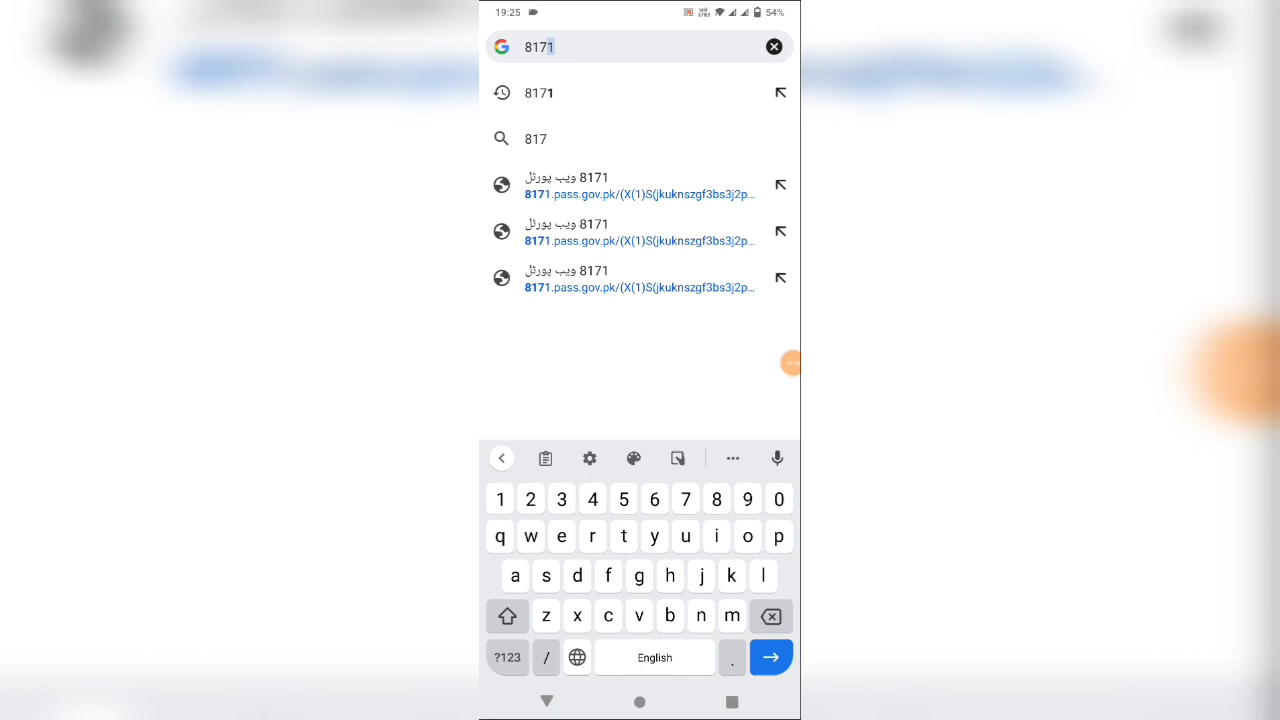 19:25
VoD LTE2
54%
8171
8171
817
8171 ویب پورٹل
8171.pass.gov.pk/(X(1)S(jkuknszgf3bs3j2p...
8171 ویب پورٹل
8171.pass.gov.pk/(X(1)S(jkuknszgf3bs3j2p...
8171 ویب پورٹل
8171.pass.gov.pk/(X(1)S(jkuknszgf3bs3j2p...
1 2 3 4 5 6 7 8 9 0
q w e r t y u i o p
a s d f g h j k l
z x c v b n m
?123 / English .